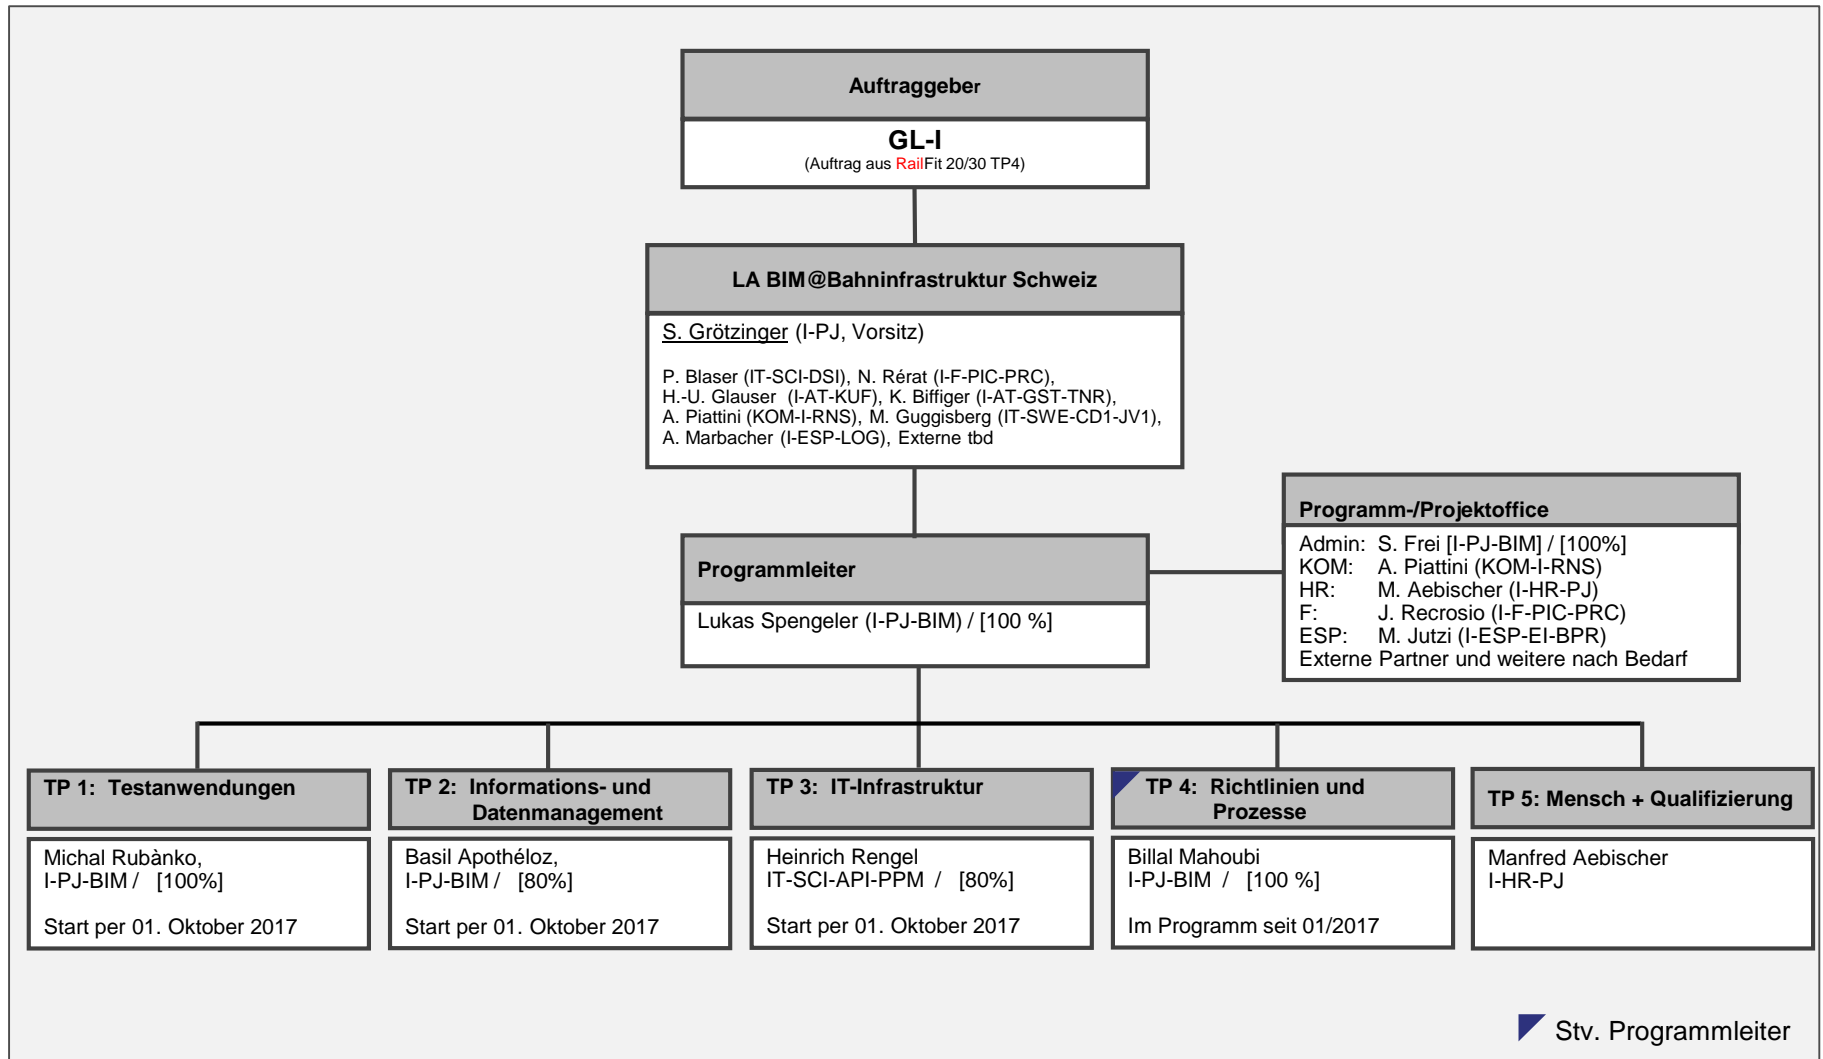 Auftraggeber
GL-I
(Auftrag aus RailFit 20/30 TP4)
LA BIM@Bahninfrastruktur Schweiz
S. Grötzinger (I-PJ, Vorsitz)
P. Blaser (IT-SCI-DSI), N. Rérat (I-F-PIC-PRC),
H.-U. Glauser (I-AT-KUF), K. Biffiger (I-AT-GST-TNR),
A. Piattini (KOM-I-RNS), M. Guggisberg (IT-SWE-CD1-JV1),
A. Marbacher (I-ESP-LOG), Externe tbd
Programm-/Projektoffice
Admin: S. Frei [I-PJ-BIM] / [100%]
KOM: A. Piattini (KOM-I-RNS)
HR: M. Aebischer (I-HR-PJ)
F: J. Recrosio (I-F-PIC-PRC)
ESP: M. Jutzi (I-ESP-EI-BPR)
Externe Partner und weitere nach Bedarf
Programmleiter
Lukas Spengeler (I-PJ-BIM) / [100 %]
TP 1: Testanwendungen
Michal Rubànko,
I-PJ-BIM / [100%]
Start per 01. Oktober 2017
TP 2: Informations- und
Datenmanagement
Basil Apothéloz,
I-PJ-BIM / [80%]
Start per 01. Oktober 2017
TP 3: IT-Infrastruktur
Heinrich Rengel
IT-SCI-API-PPM / [80%]
Start per 01. Oktober 2017
TP 4: Richtlinien und
Prozesse
Billal Mahoubi
I-PJ-BIM / [100 %]
Im Programm seit 01/2017
TP 5: Mensch + Qualifizierung
Manfred Aebischer
I-HR-PJ
Stv. Programmleiter